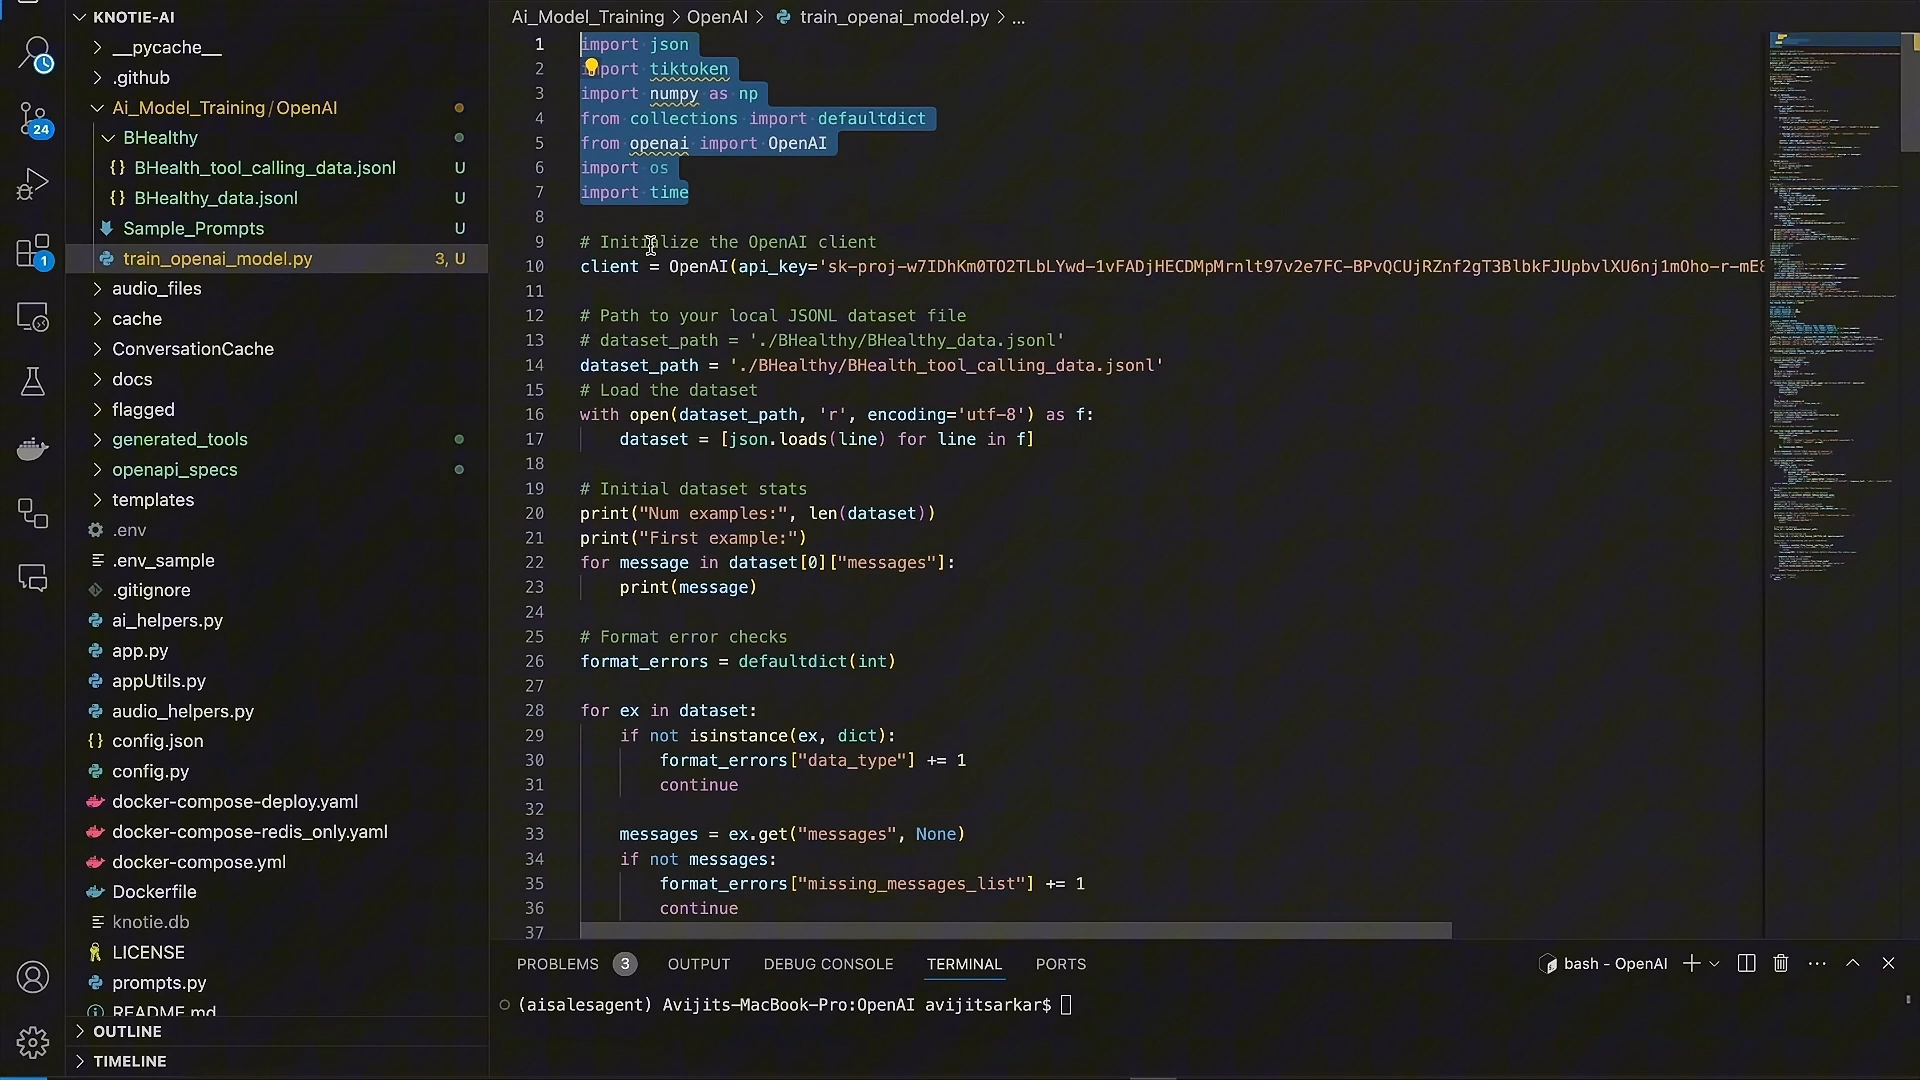 KNOTIE-AI
__pycache__
.github
Ai_Model_Training / OpenAI
BHealthy
{} BHealth_tool_calling_data.jsonl U
{} BHealthy_data.jsonl U
Sample_Prompts U
train_openai_model.py 3, U
audio_files
cache
ConversationCache
docs
flagged
generated_tools
openapi_specs
templates
.env
.env_sample
.gitignore
ai_helpers.py
app.py
appUtils.py
audio_helpers.py
{} config.json
config.py
docker-compose-deploy.yaml
docker-compose-redis_only.yaml
docker-compose.yml
Dockerfile
knotie.db
LICENSE
prompts.py
README.md
OUTLINE
TIMELINE
24
1
Ai_Model_Training > OpenAI > train_openai_model.py > ...
1 import json
2 import tiktoken
3 import numpy as np
4 from collections import defaultdict
5 from openai import OpenAI
6 import os
7 import time
8
9 # Initialize the OpenAI client
10 client = OpenAI(api_key='
11
12 # Path to your local JSONL dataset file
13 # dataset_path = './BHealthy/BHealthy_data.jsonl'
14 dataset_path = './BHealthy/BHealth_tool_calling_data.jsonl'
15 # Load the dataset
16 with open(dataset_path, 'r', encoding='utf-8') as f:
17 dataset = [json.loads(line) for line in f]
18
19 # Initial dataset stats
20 print("Num examples:", len(dataset))
21 print("First example:")
22 for message in dataset[0]["messages"]:
23 print(message)
24
25 # Format error checks
26 format_errors = defaultdict(int)
27
28 for ex in dataset:
29 if not isinstance(ex, dict):
30 format_errors["data_type"] += 1
31 continue
32
33 messages = ex.get("messages", None)
34 if not messages:
35 format_errors["missing_messages_list"] += 1
36 continue
37
PROBLEMS 3 OUTPUT DEBUG CONSOLE TERMINAL PORTS bash - OpenAI
(aisalesagent) Avijits-MacBook-Pro:OpenAI avijitsarkar$